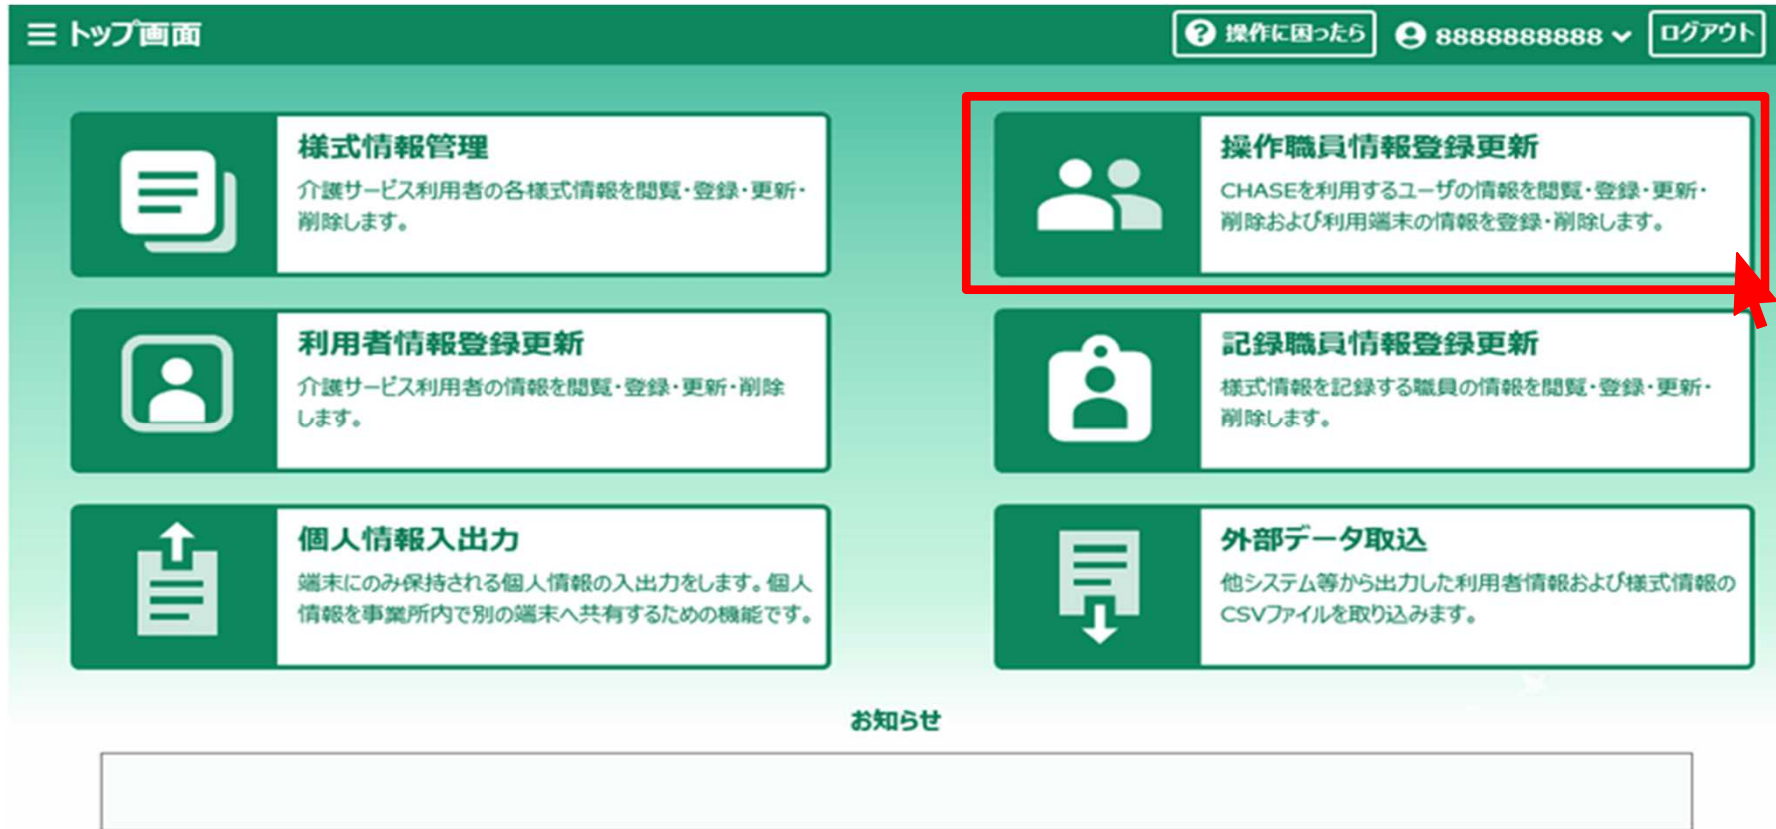 トップ画面
? 操作に困ったら
8888888888
ログアウト
様式情報管理
介護サービス利用者の各様式情報を閲覧・登録・更新・
削除します。
操作職員情報登録更新
CHASEを利用するユーザの情報を閲覧・登録・更新・
削除および利用端末の情報を登録・削除します。
利用者情報登録更新
介護サービス利用者の情報を閲覧・登録・更新・削除
します。
記録職員情報登録更新
様式情報を記録する職員の情報を閲覧・登録・更新・
削除します。
個人情報入出力
端末にのみ保持される個人情報の入出力をします。個人
情報を事業所内で別の端末へ共有するための機能です。
外部データ取込
他システム等から出力した利用者情報および様式情報の
CSVファイルを取り込みます。
お知らせ